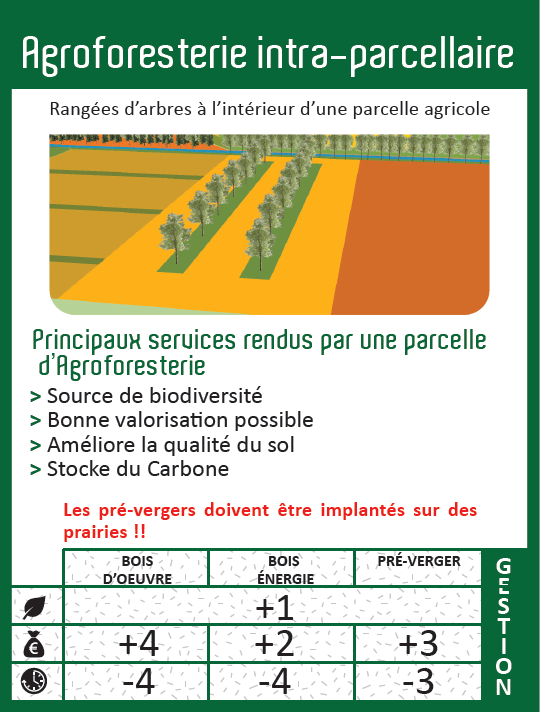 Agroforesterie intra-parcellaire
Rangées d'arbres à l'intérieur d'une parcelle agricole
Principaux services rendus par une parcelle
d'Agroforesterie
> Source de biodiversité
> Bonne valorisation possible
> Améliore la qualité du sol
> Stocke du Carbone
Les pré-vergers doivent être implantés sur des
prairies !!
BOIS D'OEUVRE BOIS ÉNERGIE PRÉ-VERGER
+1
€ +4 +2 +3
-4 -4 -3
GESTION